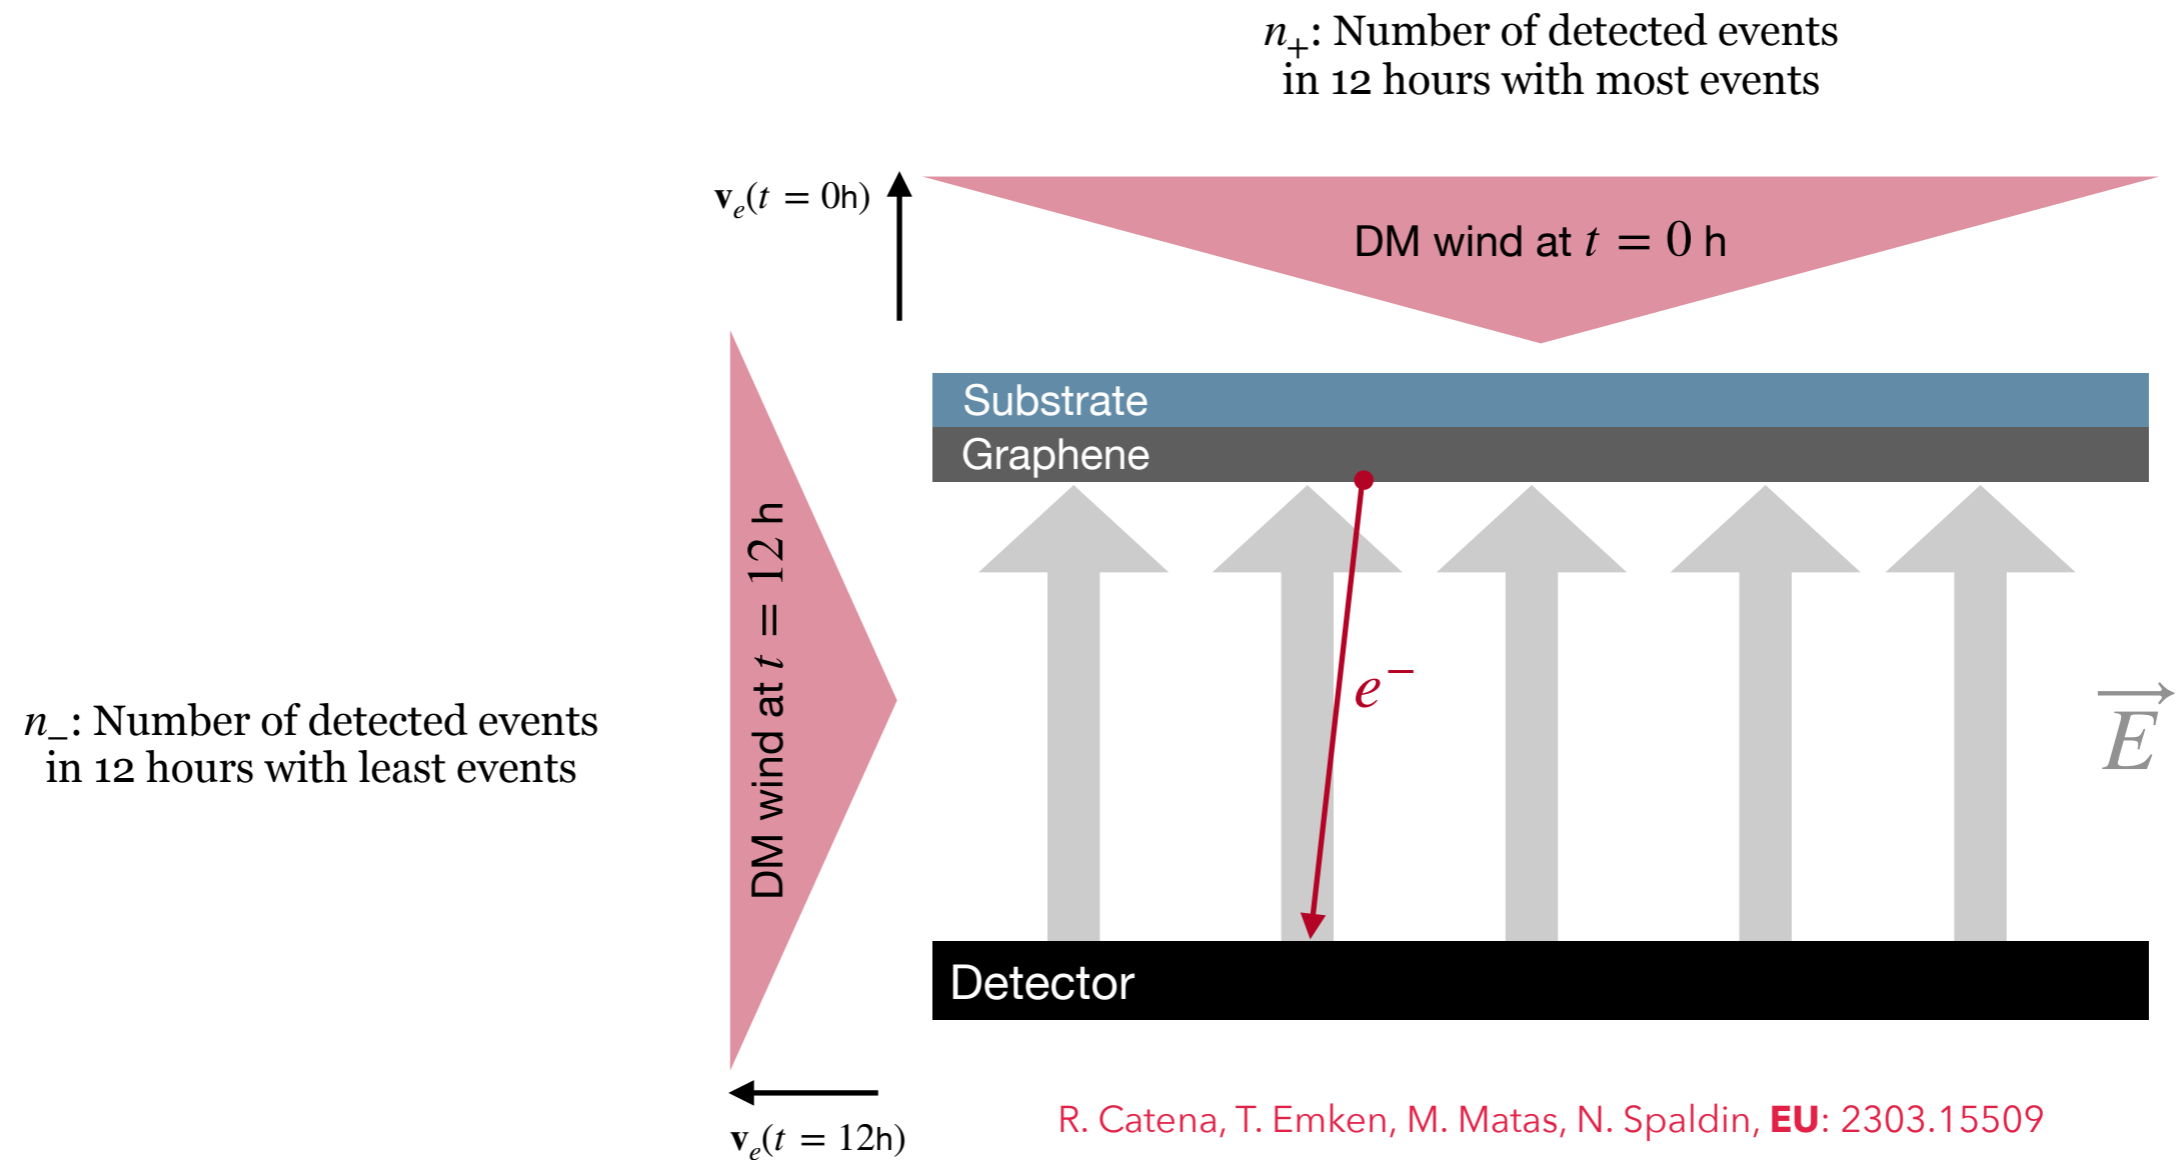 n₊: Number of detected events
in 12 hours with most events
vₑ(t = 0h)
DM wind at t = 0 h
Substrate
Graphene
DM wind at t = 12 h
e⁻
n₋: Number of detected events
in 12 hours with least events
E⃗
Detector
vₑ(t = 12h)
R. Catena, T. Emken, M. Matas, N. Spaldin, EU: 2303.15509